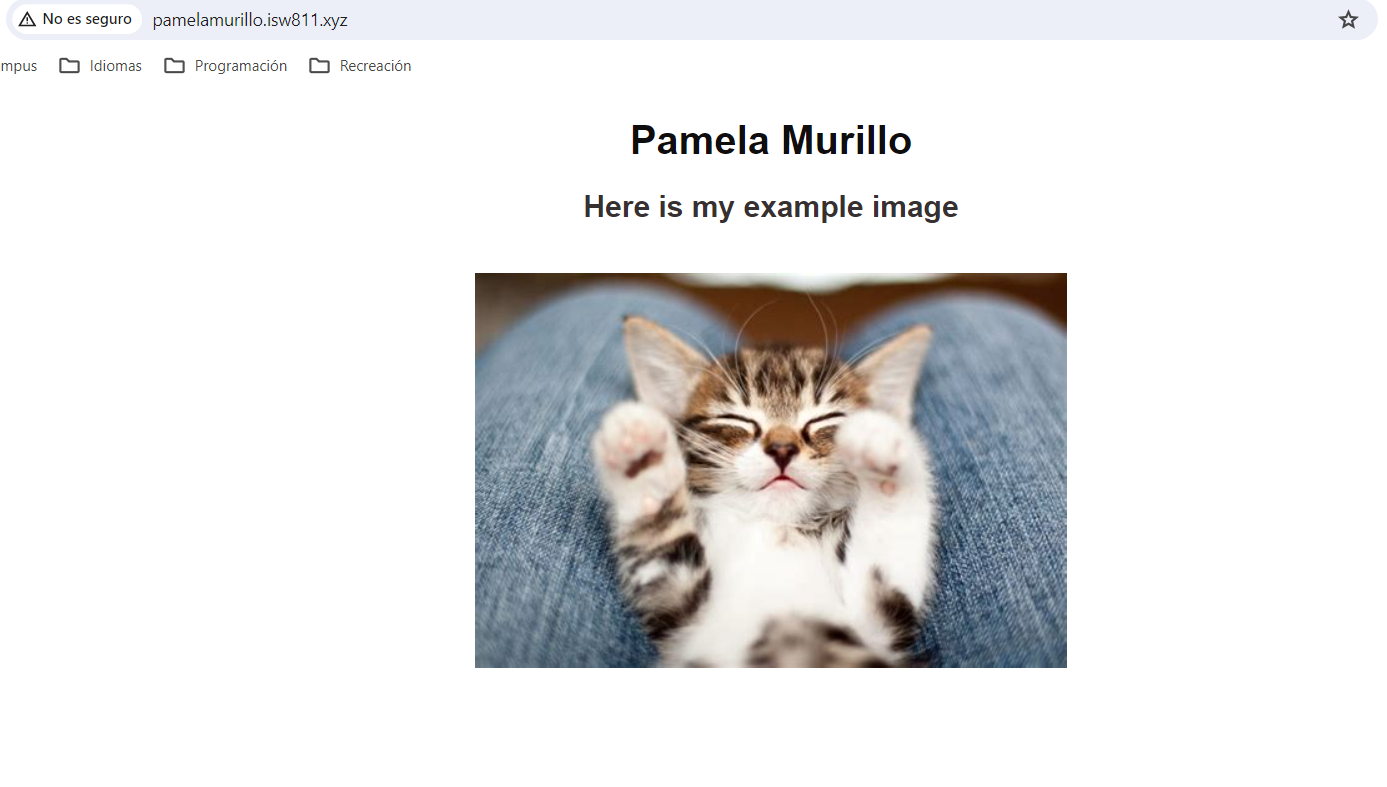 No es seguro pamelamurillo.isw811.xyz
mpus Idiomas Programación Recreación
Pamela Murillo
Here is my example image